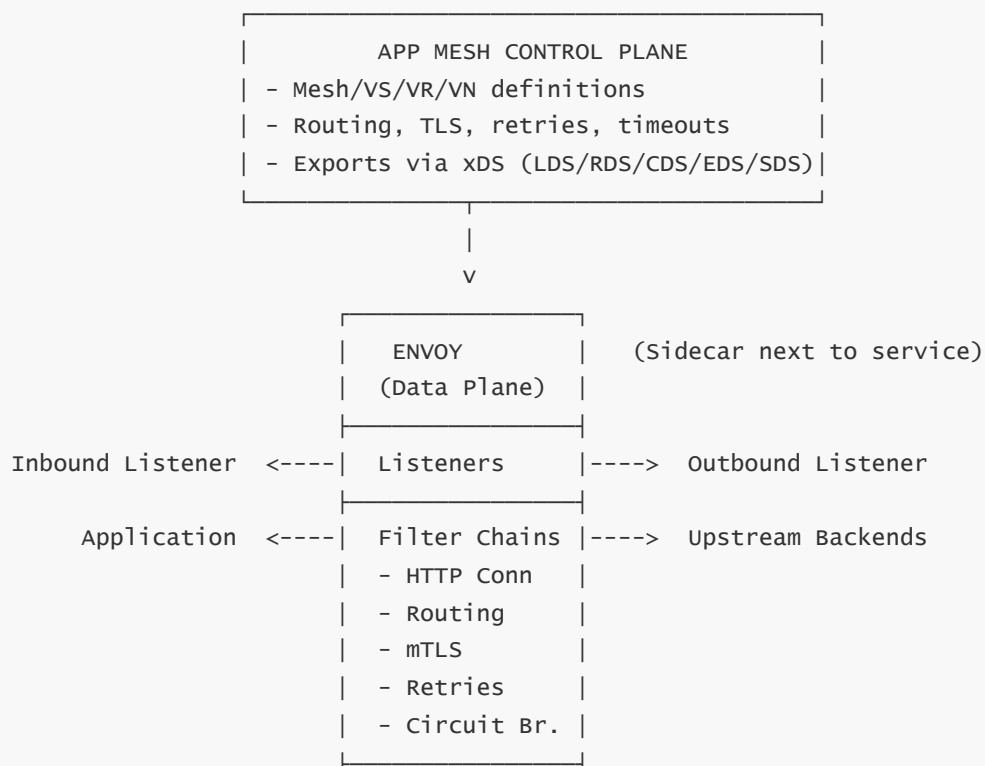 APP MESH CONTROL PLANE
- Mesh/VS/VR/VN definitions
- Routing, TLS, retries, timeouts
- Exports via xDS (LDS/RDS/CDS/EDS/SDS)
v
ENVOY (Sidecar next to service)
(Data Plane)
Inbound Listener <----| Listeners |----> Outbound Listener
Application <----| Filter Chains |----> Upstream Backends
- HTTP Conn
- Routing
- mTLS
- Retries
- Circuit Br.